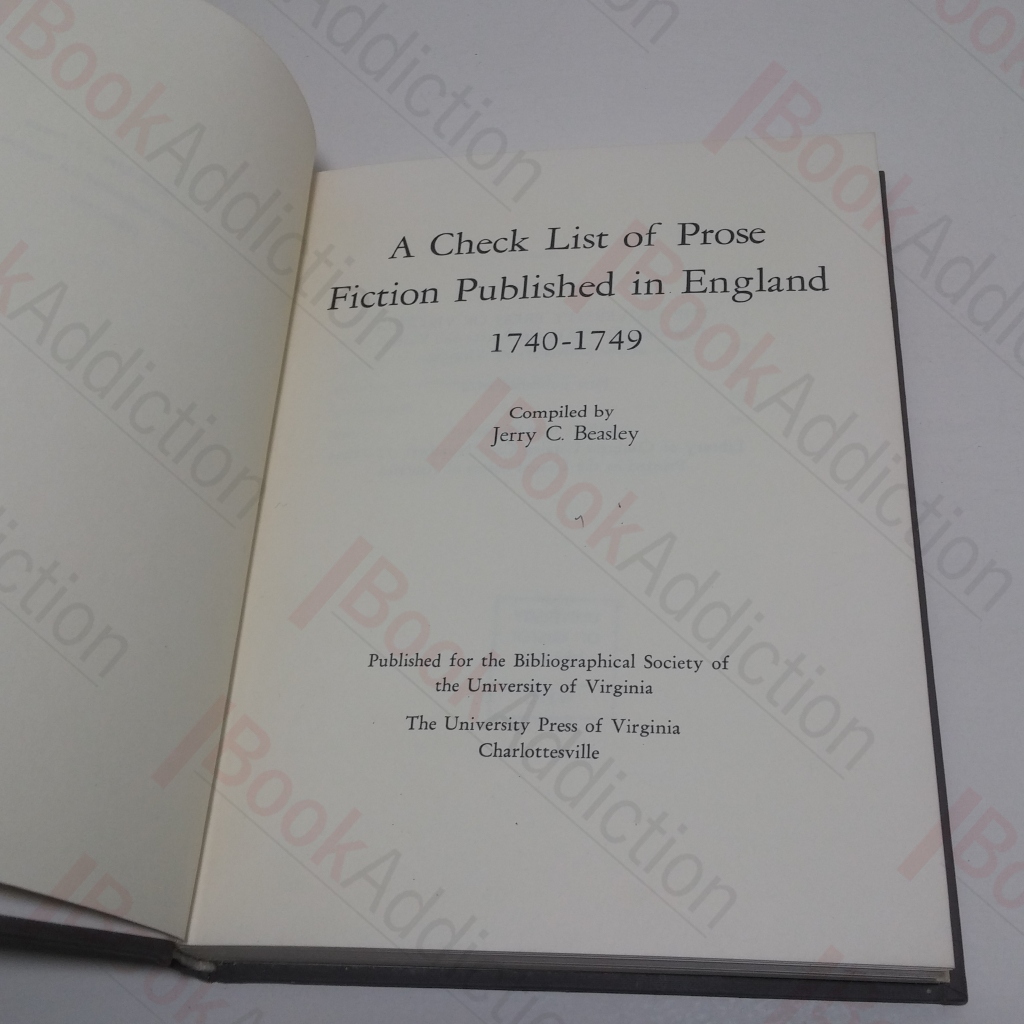 A Check List of Prose
Fiction Published in England
1740-1749
Compiled by
Jerry C. Beasley
Published for the Bibliographical Society of
the University of Virginia
The University Press of Virginia
Charlottesville
BookAddiction